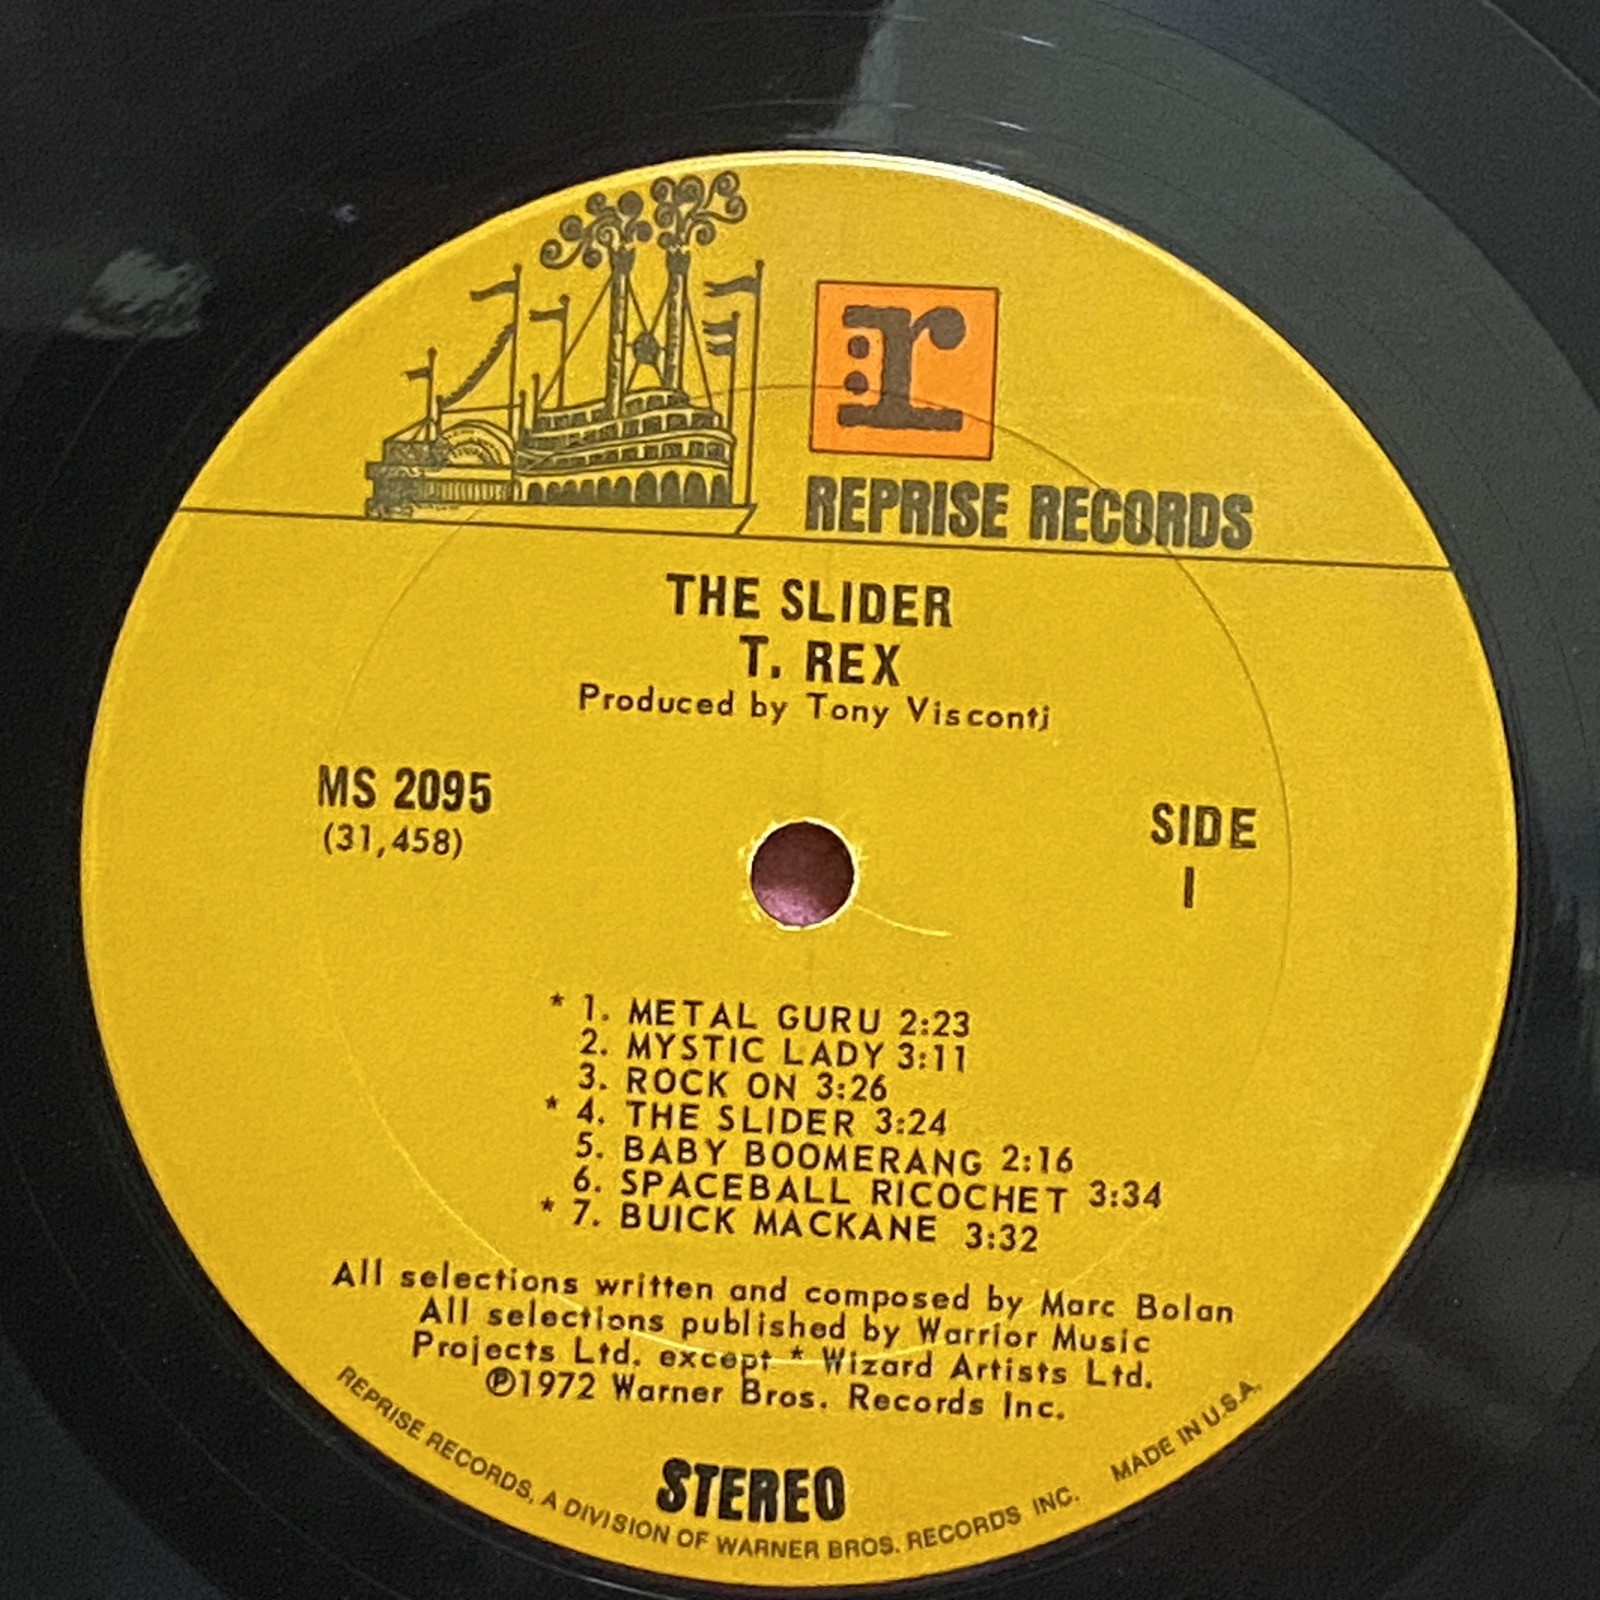 r:
REPRISE RECORDS
THE SLIDER
T. REX
Produced by Tony Visconti
MS 2095
(31,458)
SIDE
1
* 1. METAL GURU 2:23
2. MYSTIC LADY 3:11
3. ROCK ON 3:26
* 4. THE SLIDER 3:24
5. BABY BOOMERANG 2:16
6. SPACEBALL RICOCHET 3:34
* 7. BUICK MACKANE 3:32
All selections written and composed by Marc Bolan
All selections published by Warrior Music
Projects Ltd. except * Wizard Artists Ltd.
℗1972 Warner Bros. Records Inc.
STEREO
REPRISE RECORDS, A DIVISION OF WARNER BROS. RECORDS INC. MADE IN U.S.A.